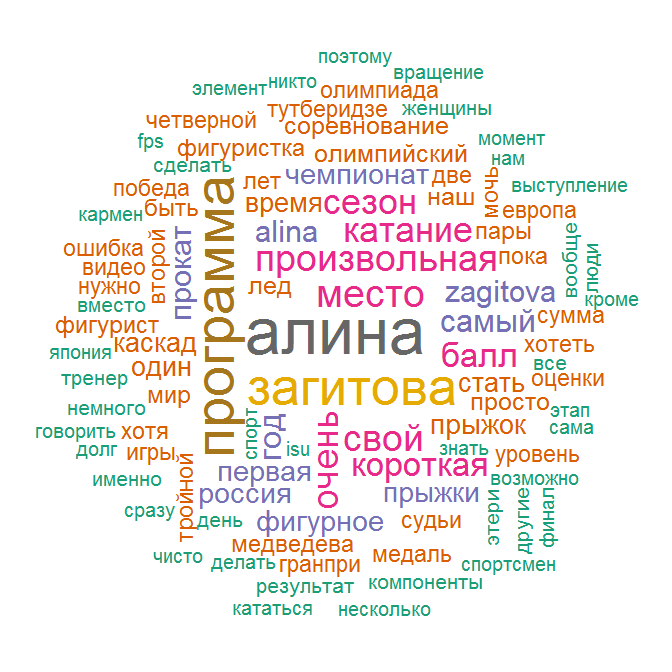 поэтому
вращение
элемент
никто
олимпиада
тутберидзе
женщины
четверной
соревнование
fps
фигуристка
олимпийский
момент
нам
сделать
победа
лет
чемпионат
две
мочь
выступление
кармен
быть
время
сезон
наш
европа
программа
alina
катание
пары
вообще
люди
ошибка
второй
прокат
произвольная
пока
видео
нужно
лед
место
zagitova
кроме
вместо
самый
сумма
фигурист
каскад
алина
балл
хотеть
япония
все
тренер
один
загитова
стать
оценки
немного
мир
просто
этап
говорить
хотя
спорт
год
очень
свой
прыжок
сама
долг
игры
isu
знать
уровень
именно
тройной
первая
короткая
возможно
россия
прыжки
этери
другие
финал
сразу
день
фигурное
судьи
чисто
медведева
медаль
спортсмен
делать
гранпри
результат
компоненты
кататься
несколько